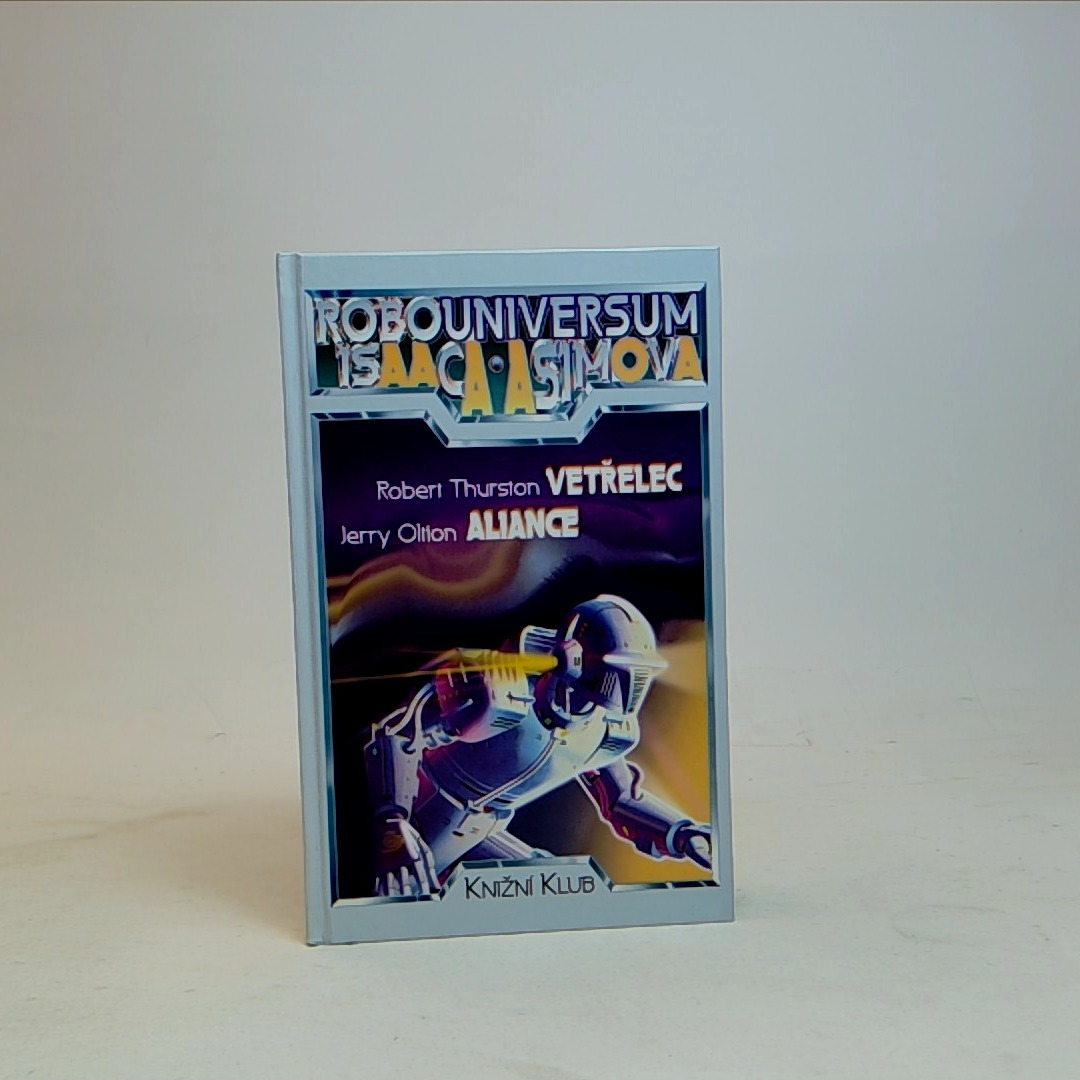 ROBOUNIVERSUM
ISAACA ASIMOVA
Robert Thurston VETŘELEC
Jerry Oltion ALIANCE
KNIŽNÍ KLUB